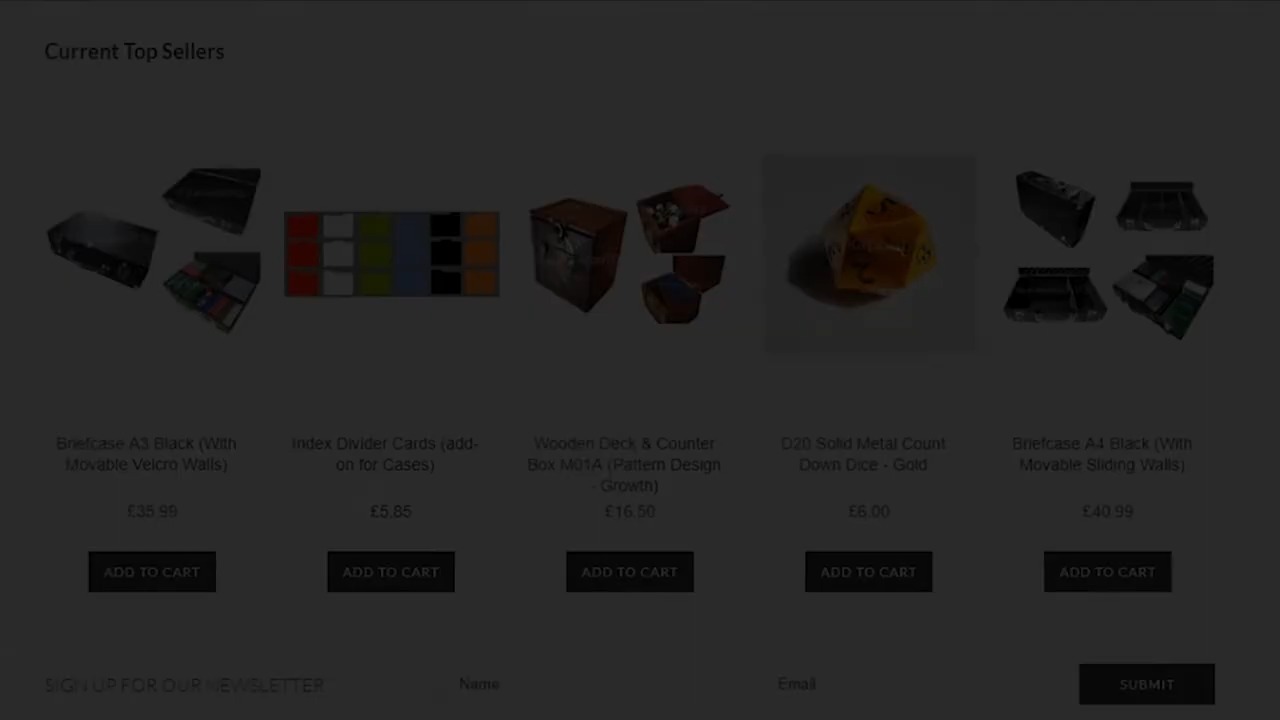 Current Top Sellers
Briefcase A3 Black (With
Movable Velcro Walls)
£35.99
ADD TO CART
Index Divider Cards (add-
on for Cases)
£5.85
ADD TO CART
Wooden Deck & Counter
Box M01A (Pattern Design
- Growth)
£16.50
ADD TO CART
D20 Solid Metal Count
Down Dice - Gold
£6.00
ADD TO CART
Briefcase A4 Black (With
Movable Sliding Walls)
£40.99
ADD TO CART
SIGN UP FOR OUR NEWSLETTER
Name
Email
SUBMIT